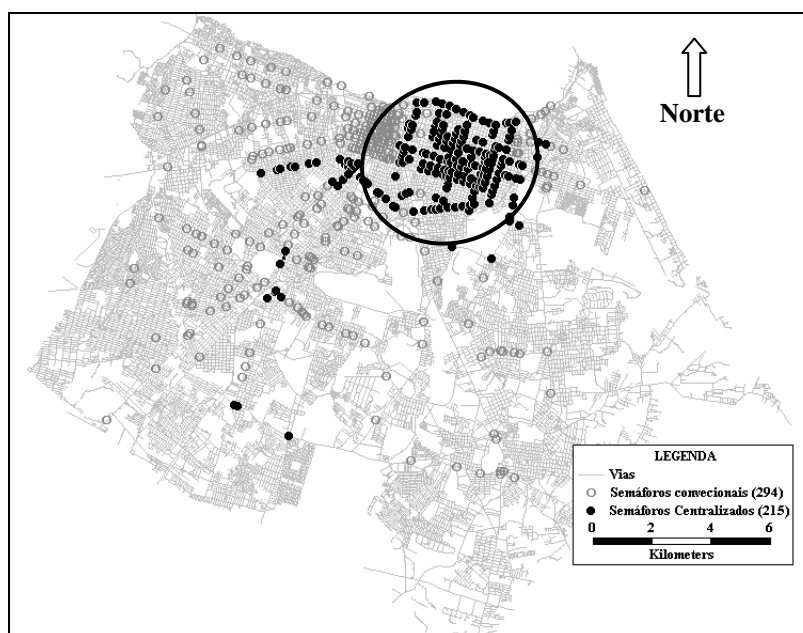 Norte
LEGENDA
Vias
Semáforos convecionais (294)
Semáforos Centralizados (215)
0 2 4 6
Kilometers